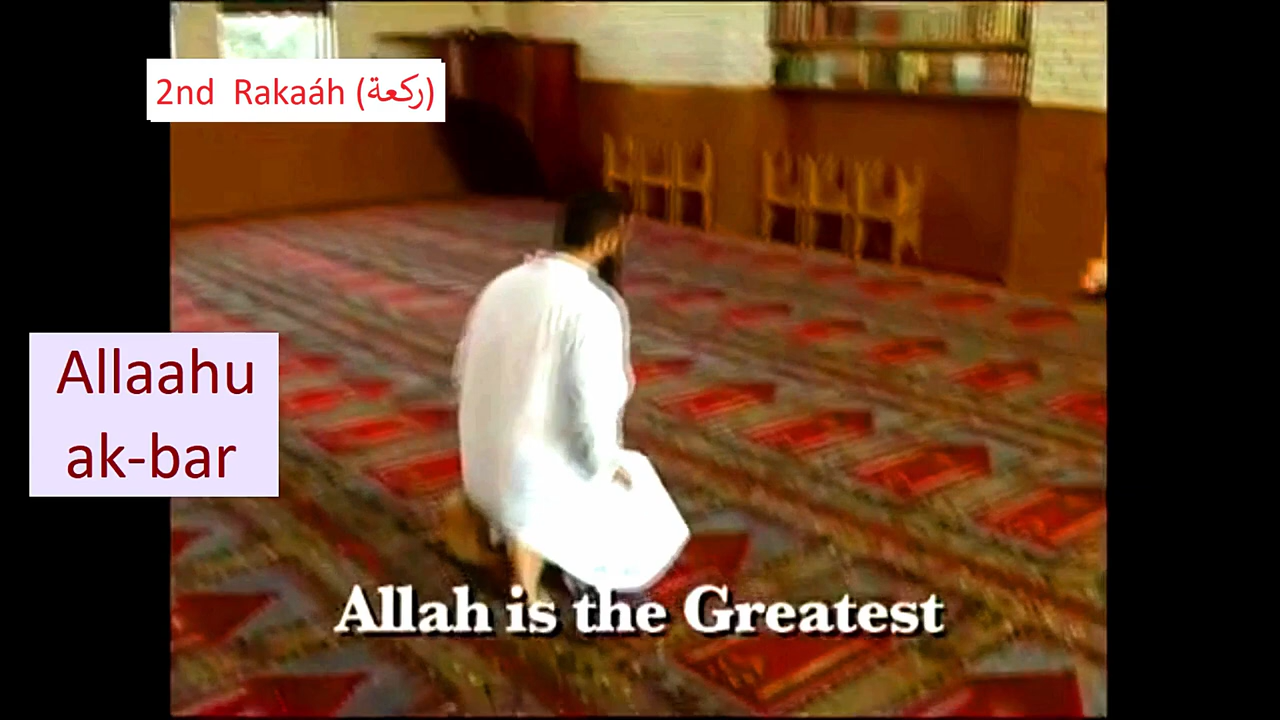 2nd Rakaáh (ركعة)
Allaahu
ak-bar
Allah is the Greatest